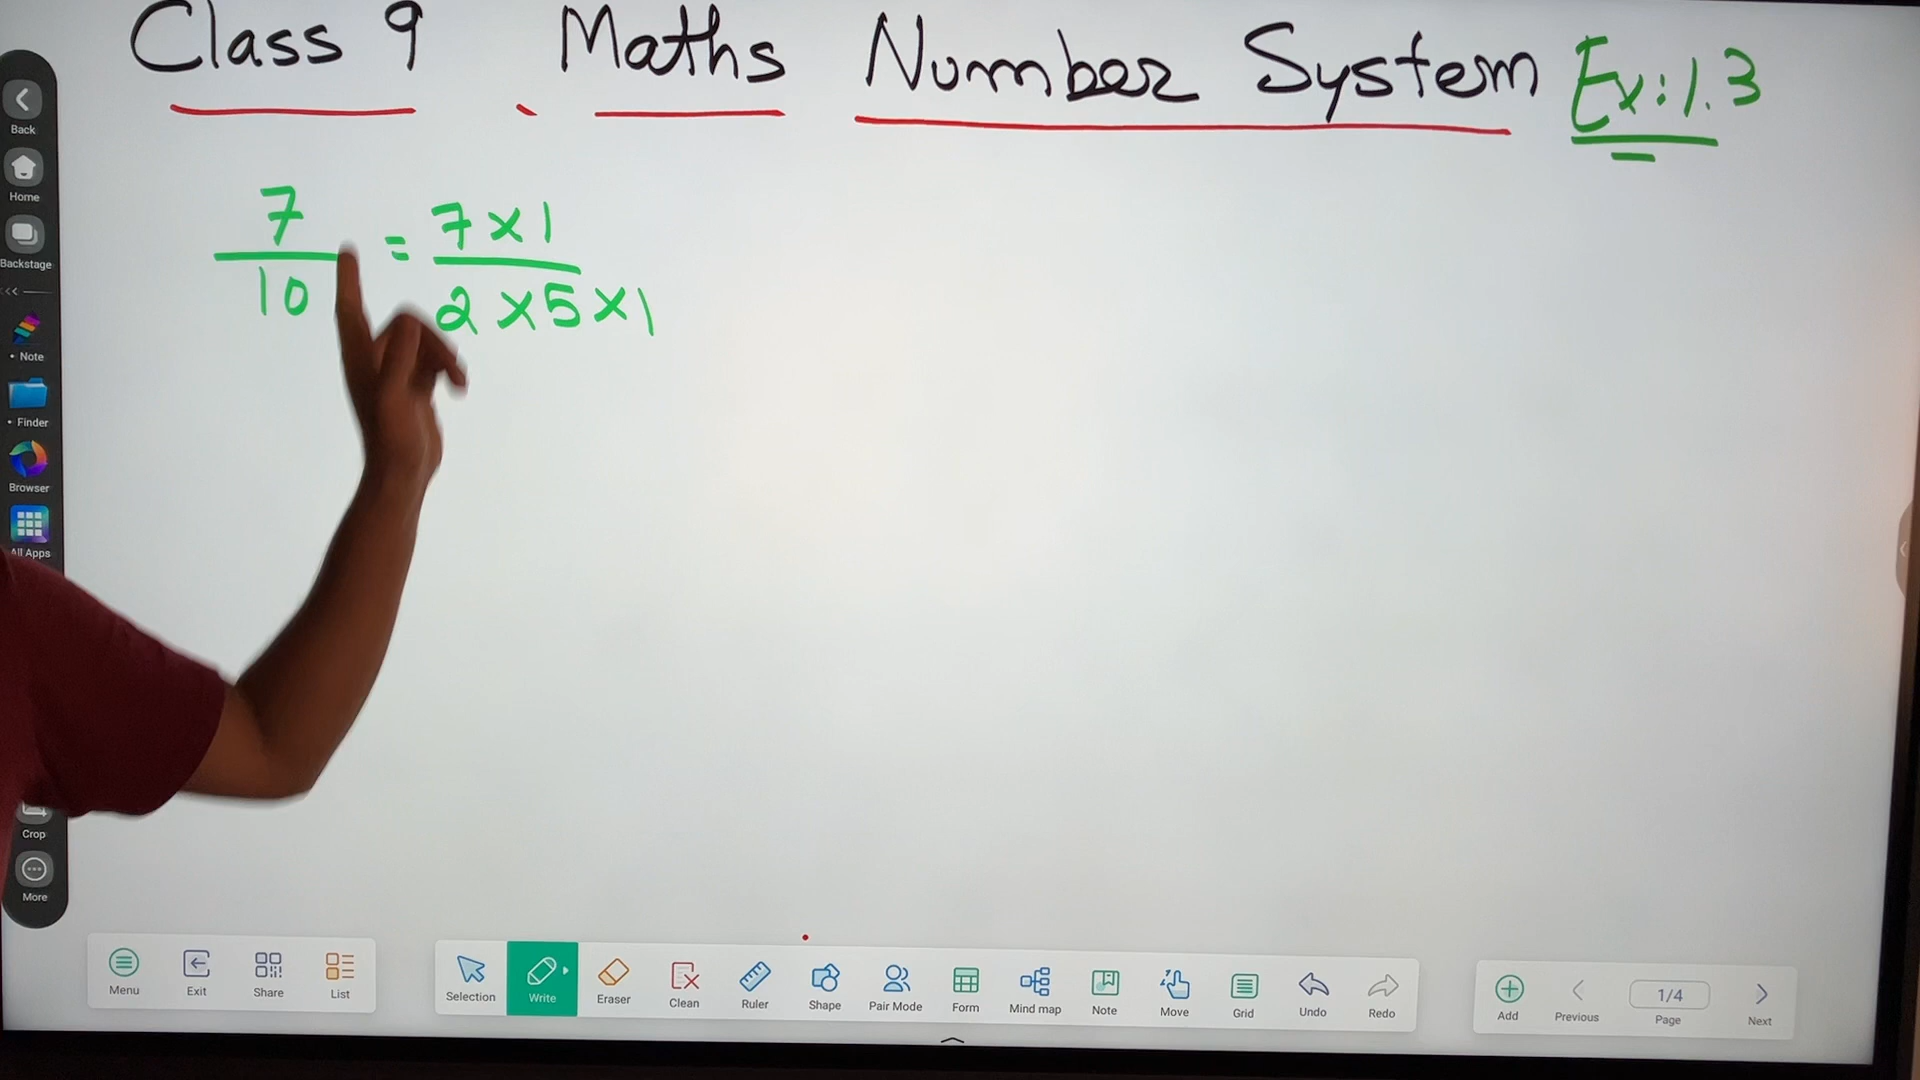 Class 9 Maths Number System Ex:1.3
7/10 = 7×1/2×5×1
Back
Home
Backstage
Note
Finder
Browser
All Apps
Crop
More
Menu Exit Share List
Selection Write Eraser Clean Ruler Shape Pair Mode Form Mind map Note Move Grid Undo Redo
Add Previous 1/4 Page Next